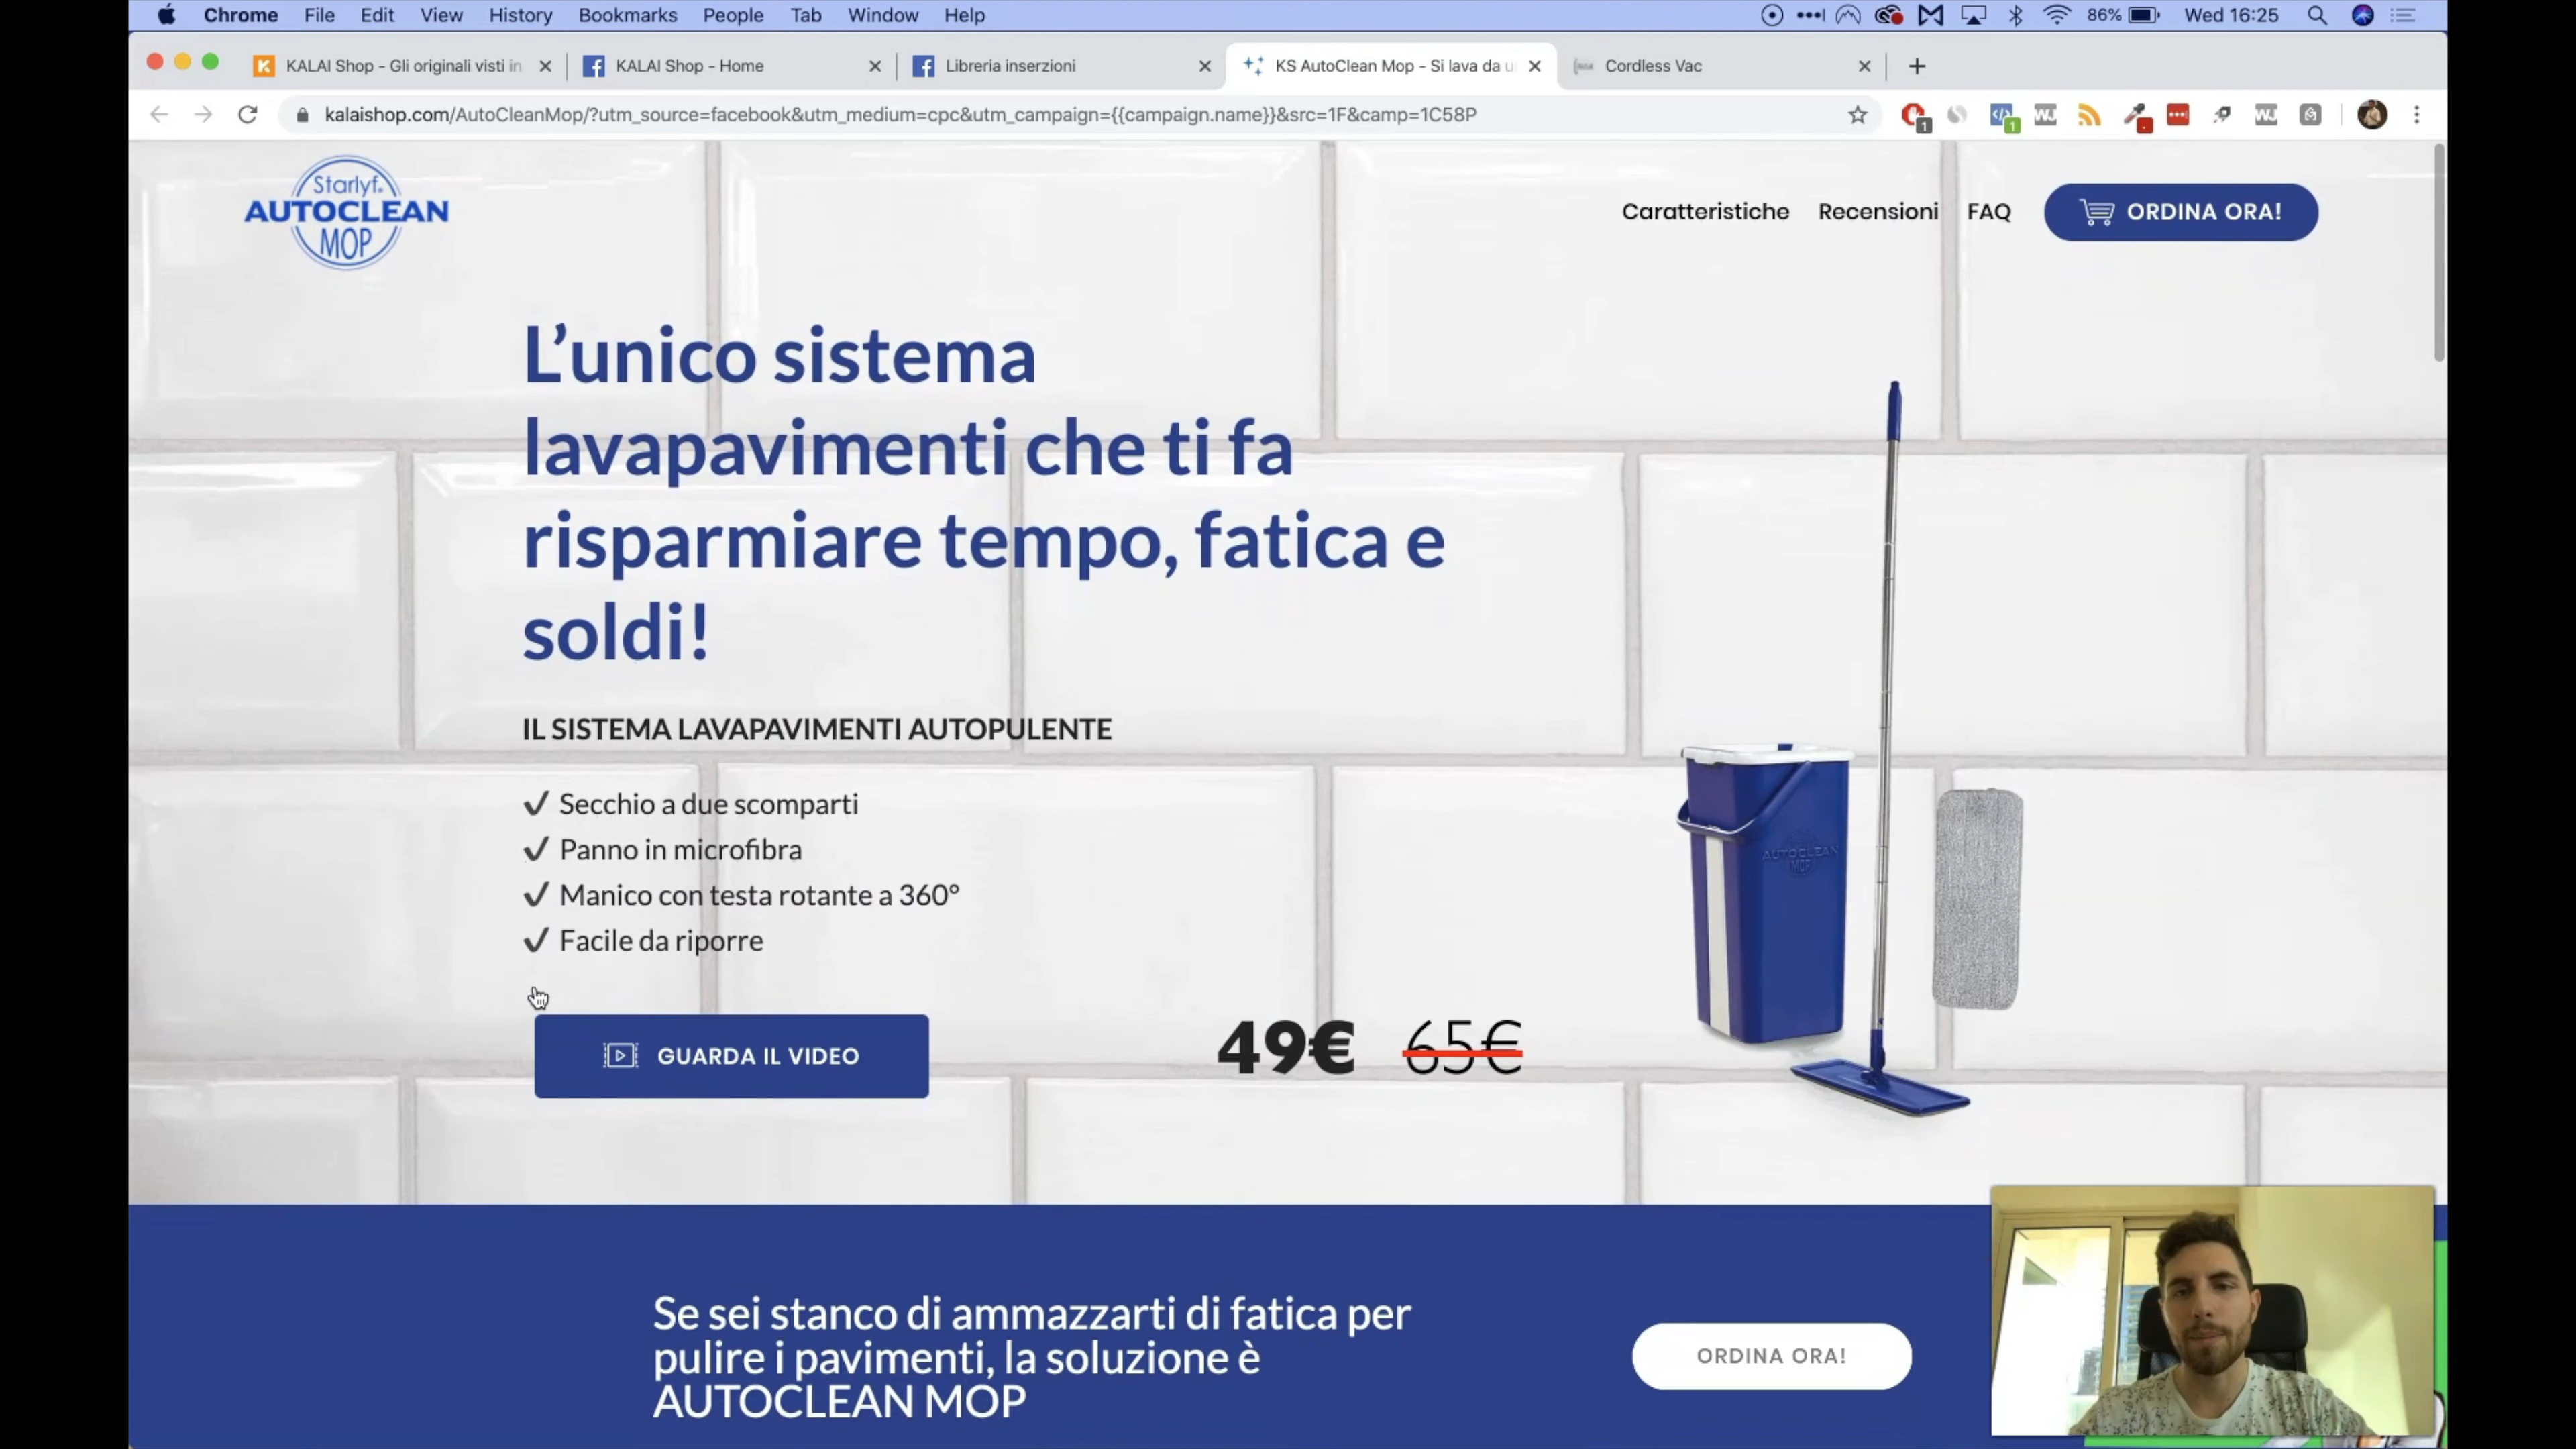 Chrome File Edit View History Bookmarks People Tab Window Help 86% Wed 16:25
KALAI Shop - Gli originali visti in
KALAI Shop - Home
Libreria inserzioni
KS AutoClean Mop - Si lava da
Cordless Vac
kalaishop.com/AutoCleanMop/?utm_source=facebook&utm_medium=cpc&utm_campaign={{campaign.name}}&src=1F&camp=1C58P
Starlyf®
AUTOCLEAN
MOP
Caratteristiche Recensioni FAQ ORDINA ORA!
L’unico sistema
lavapavimenti che ti fa
risparmiare tempo, fatica e
soldi!
IL SISTEMA LAVAPAVIMENTI AUTOPULENTE
Secchio a due scomparti
Panno in microfibra
Manico con testa rotante a 360°
Facile da riporre
AUTOCLEAN
MOP
GUARDA IL VIDEO
49€ 65€
Se sei stanco di ammazzarti di fatica per
pulire i pavimenti, la soluzione è
AUTOCLEAN MOP
ORDINA ORA!